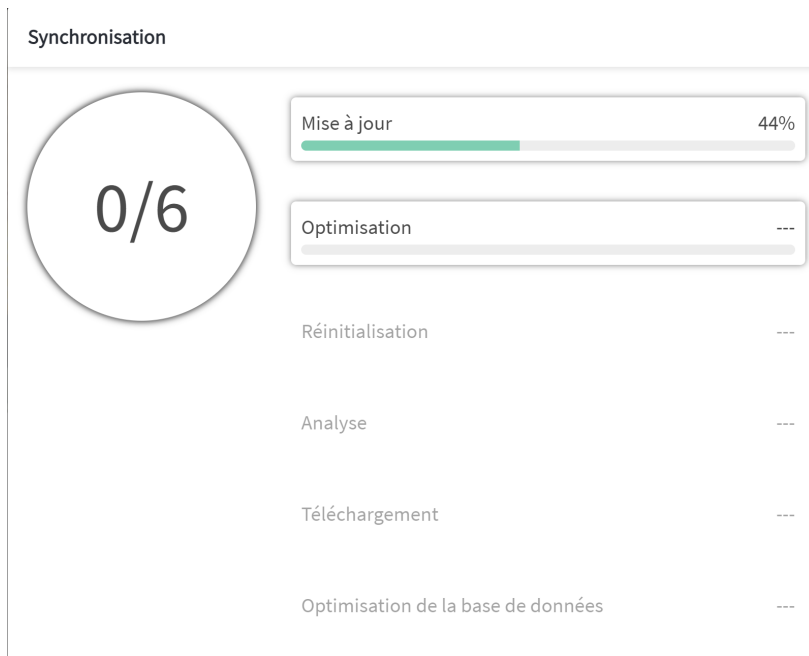 Synchronisation
0/6
Mise à jour 44%
Optimisation ---
Réinitialisation ---
Analyse ---
Téléchargement ---
Optimisation de la base de données ---